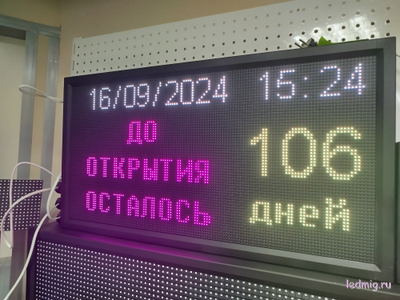 16/09/2024 15:24
ДО
ОТКРЫТИЯ
ОСТАЛОСЬ
106
дней
ledmig.ru